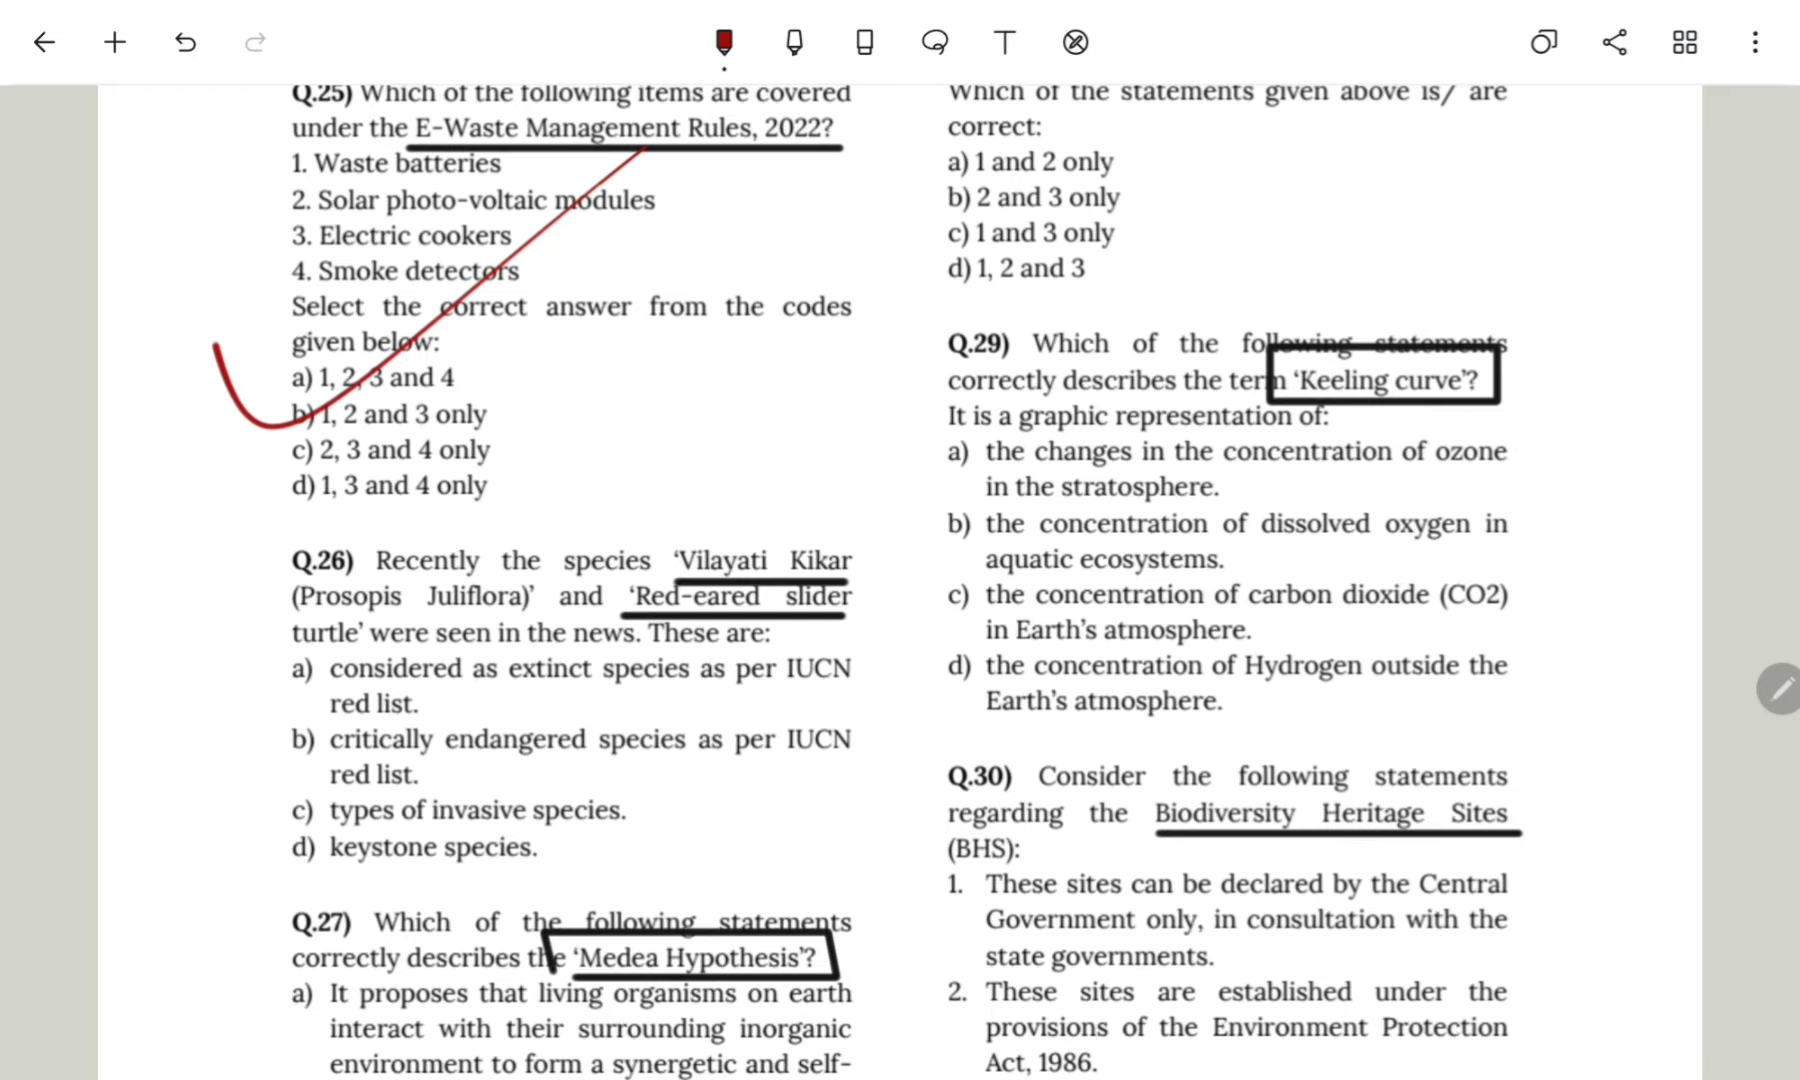 Q.25) Which of the following items are covered
under the E-Waste Management Rules, 2022?
1. Waste batteries
2. Solar photo-voltaic modules
3. Electric cookers
4. Smoke detectors
Select the correct answer from the codes
given below:
a) 1, 2, 3 and 4
b) 1, 2 and 3 only
c) 2, 3 and 4 only
d) 1, 3 and 4 only
Q.26) Recently the species ‘Vilayati Kikar
(Prosopis Juliflora)’ and ‘Red-eared slider
turtle’ were seen in the news. These are:
a) considered as extinct species as per IUCN
red list.
b) critically endangered species as per IUCN
red list.
c) types of invasive species.
d) keystone species.
Q.27) Which of the following statements
correctly describes the ‘Medea Hypothesis’?
a) It proposes that living organisms on earth
interact with their surrounding inorganic
environment to form a synergetic and self-
Which of the statements given above is/ are
correct:
a) 1 and 2 only
b) 2 and 3 only
c) 1 and 3 only
d) 1, 2 and 3
Q.29) Which of the following statements
correctly describes the term ‘Keeling curve’?
It is a graphic representation of:
a) the changes in the concentration of ozone
in the stratosphere.
b) the concentration of dissolved oxygen in
aquatic ecosystems.
c) the concentration of carbon dioxide (CO2)
in Earth’s atmosphere.
d) the concentration of Hydrogen outside the
Earth’s atmosphere.
Q.30) Consider the following statements
regarding the Biodiversity Heritage Sites
(BHS):
1. These sites can be declared by the Central
Government only, in consultation with the
state governments.
2. These sites are established under the
provisions of the Environment Protection
Act, 1986.